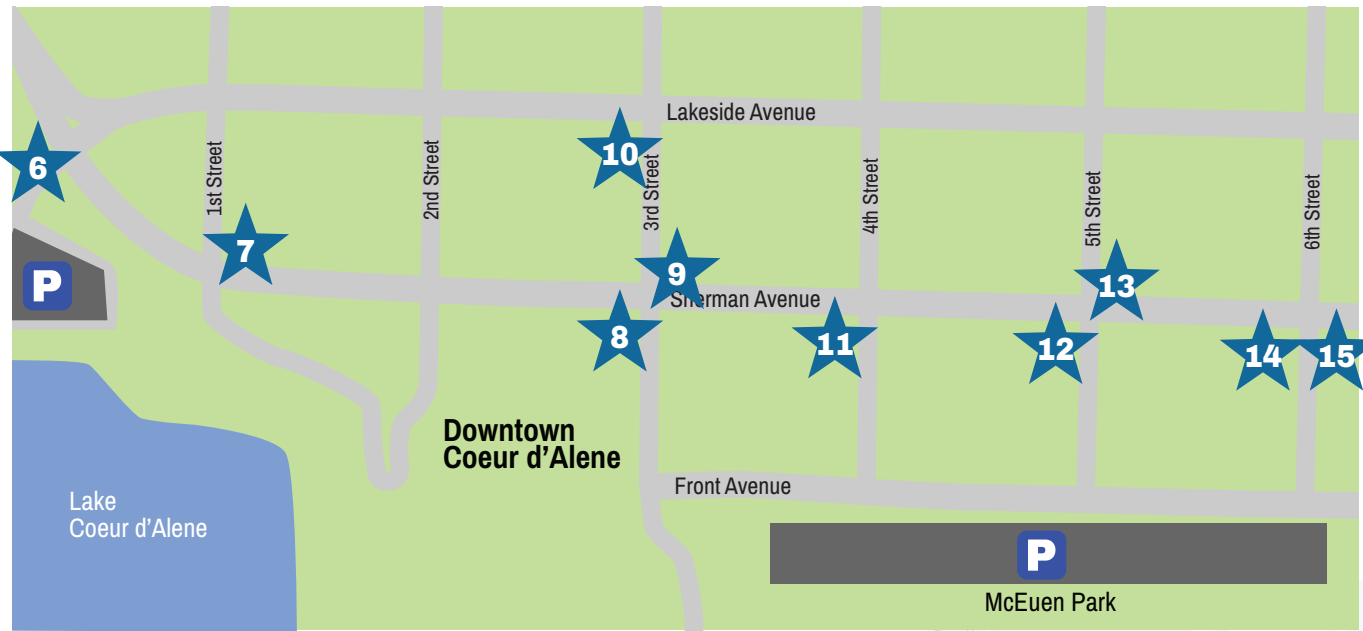 Lakeside Avenue
6
10
1st Street
2nd Street
3rd Street
4th Street
5th Street
6th Street
7
9
13
P
Sherman Avenue
8
11
12
14
15
Downtown
Coeur d’Alene
Front Avenue
Lake
Coeur d’Alene
P
McEuen Park